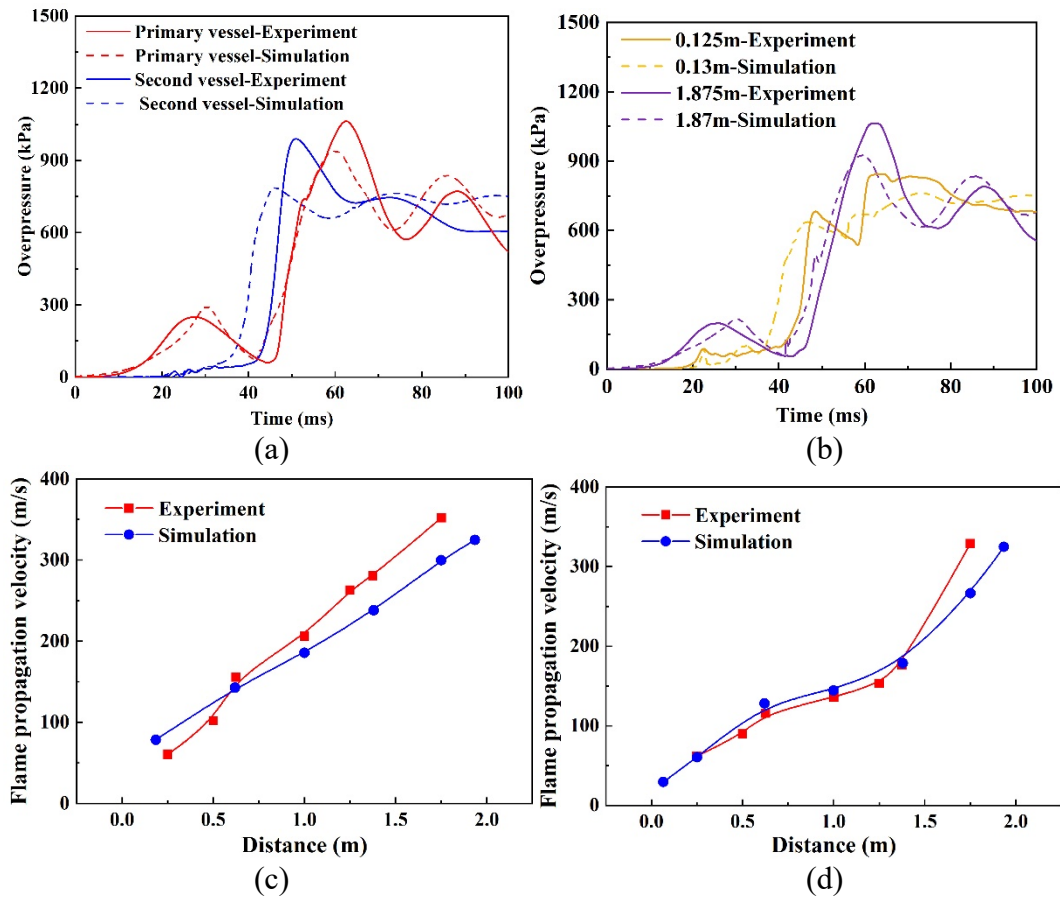 1500
1200
900
600
300
0
0 20 40 60 80 100
Overpressure (kPa)
Time (ms)
Primary vessel-Experiment
Primary vessel-Simulation
Second vessel-Experiment
Second vessel-Simulation
(a)
1500
1200
900
600
300
0
0 20 40 60 80 100
Overpressure (kPa)
Time (ms)
0.125m-Experiment
0.13m-Simulation
1.875m-Experiment
1.87m-Simulation
(b)
400
300
200
100
0
0.0 0.5 1.0 1.5 2.0
Flame propagation velocity (m/s)
Distance (m)
Experiment
Simulation
(c)
400
300
200
100
0
0.0 0.5 1.0 1.5 2.0
Flame propagation velocity (m/s)
Distance (m)
Experiment
Simulation
(d)